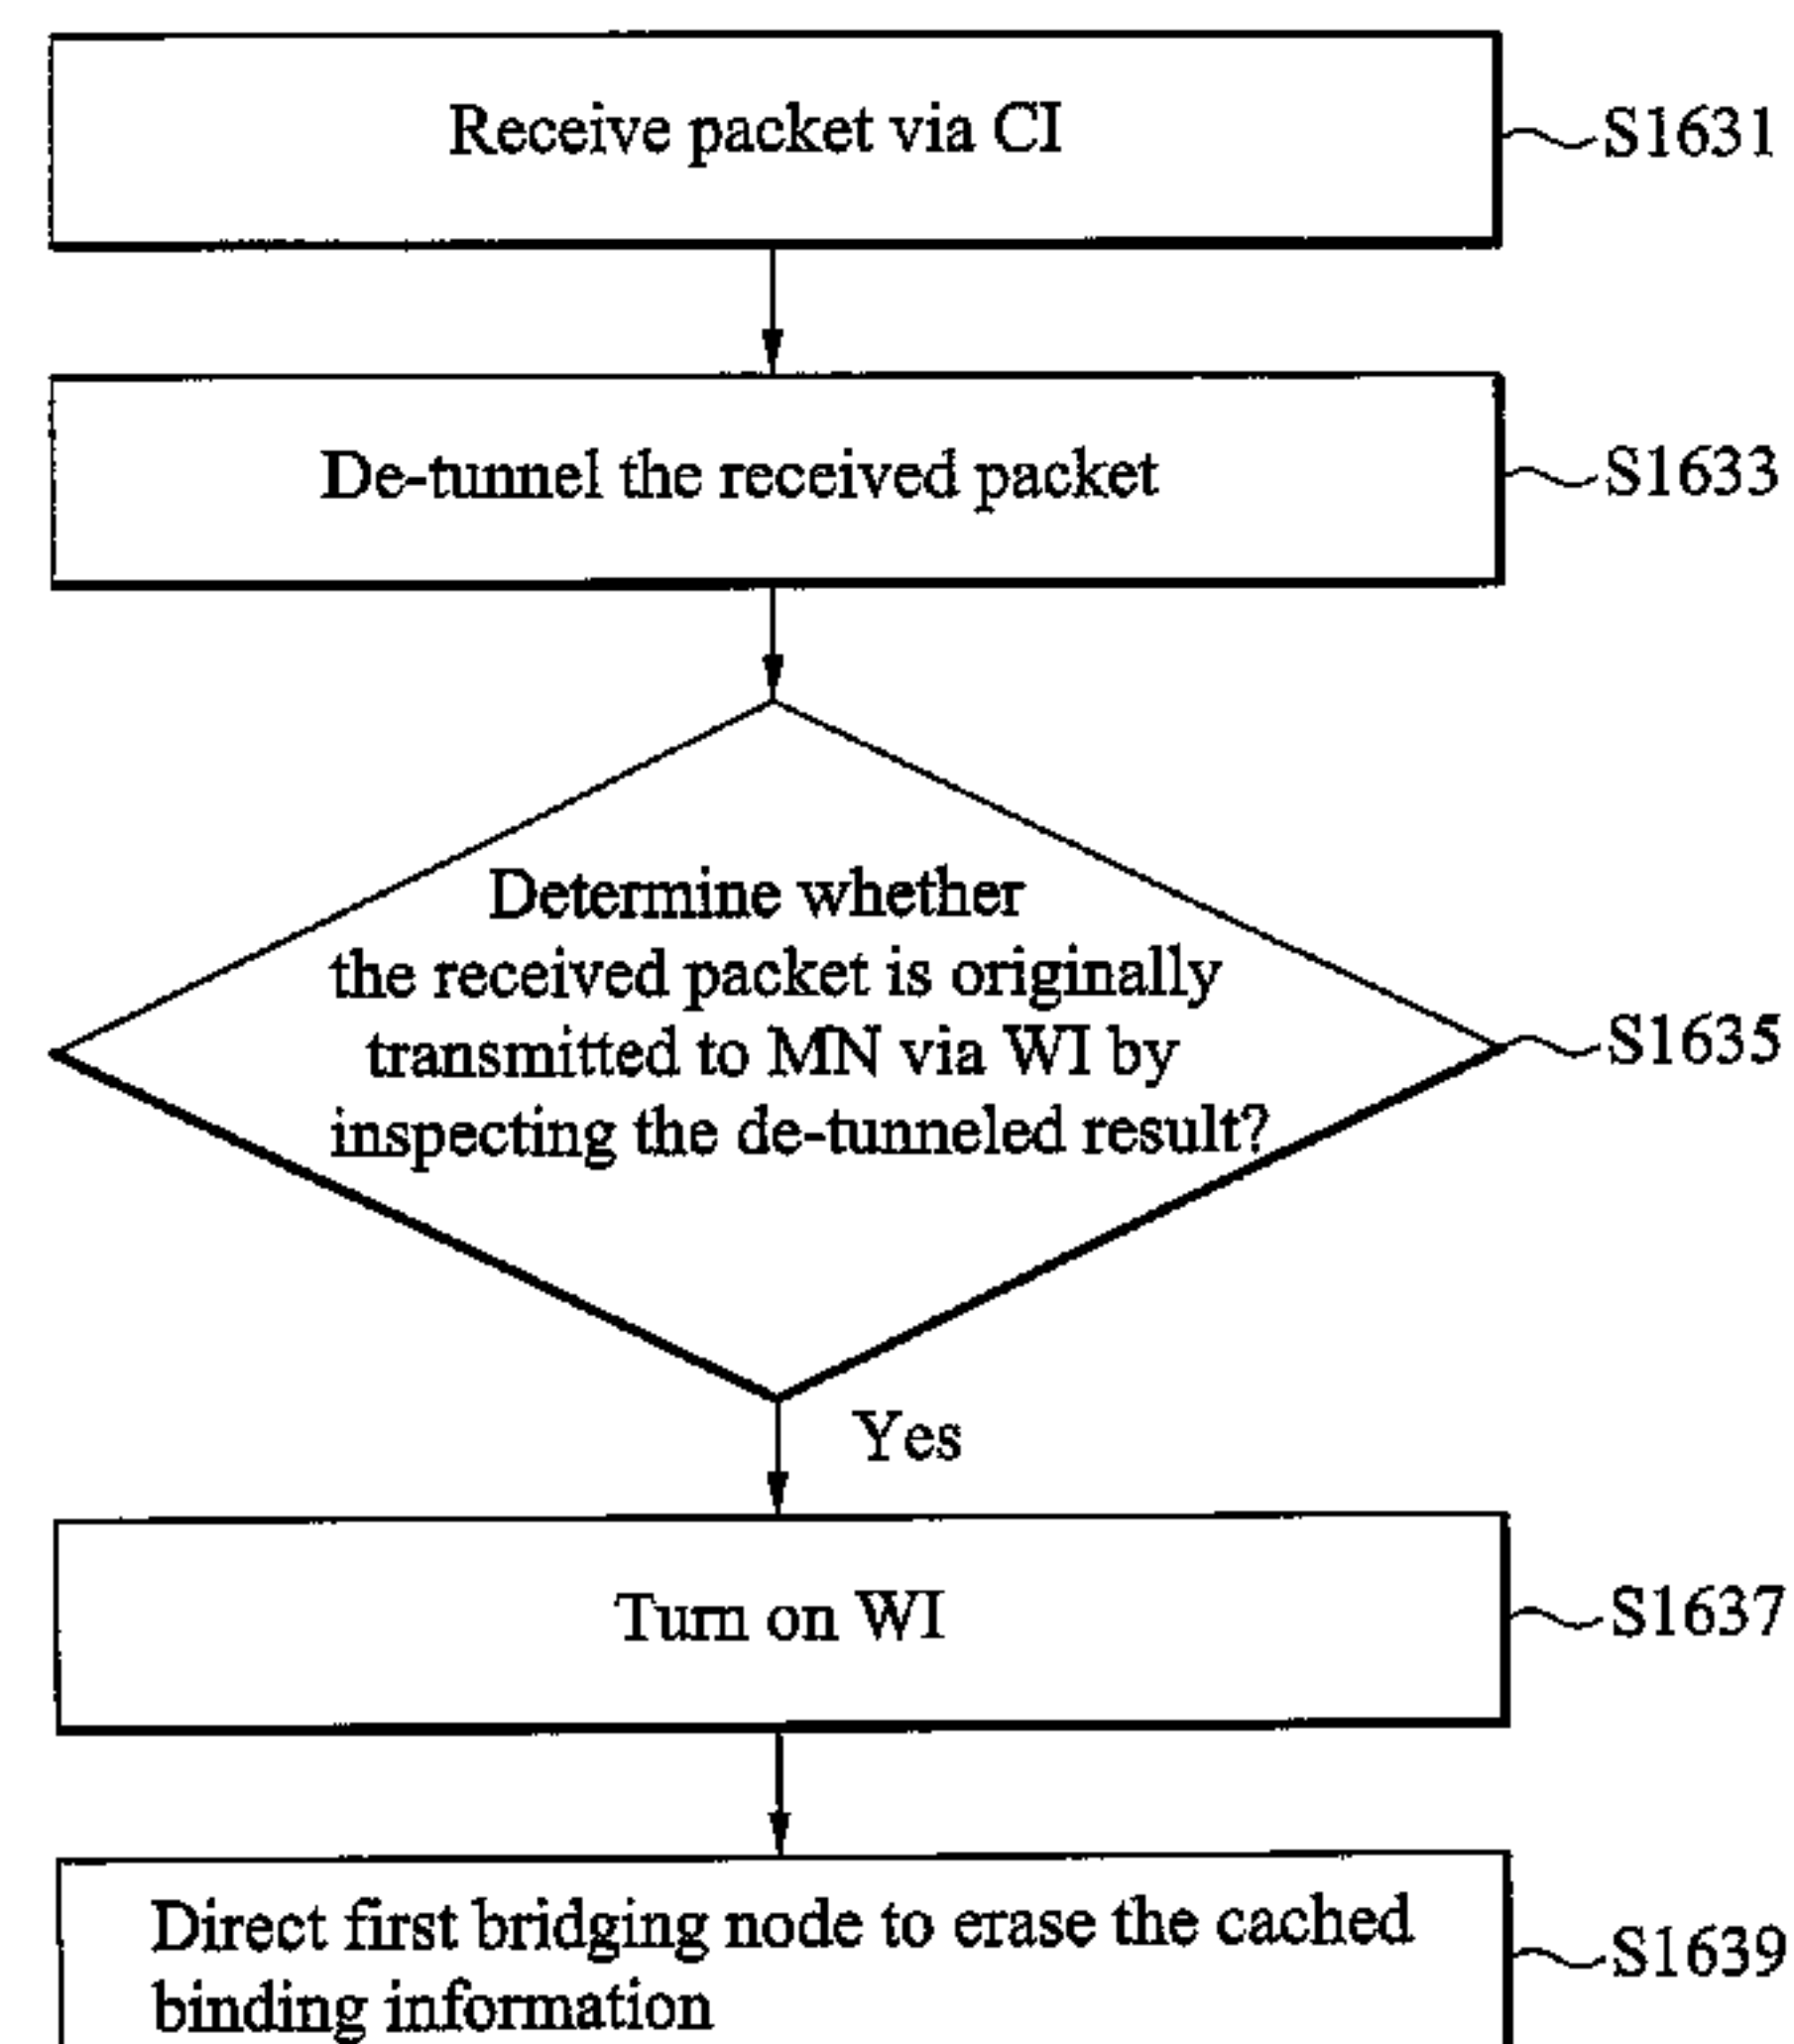 Receive packet via CI
S1631
De-tunnel the received packet
S1633
Determine whether
the received packet is originally
transmitted to MN via WI by
inspecting the de-tunneled result?
S1635
Yes
Turn on WI
S1637
Direct first bridging node to erase the cached
binding information
S1639